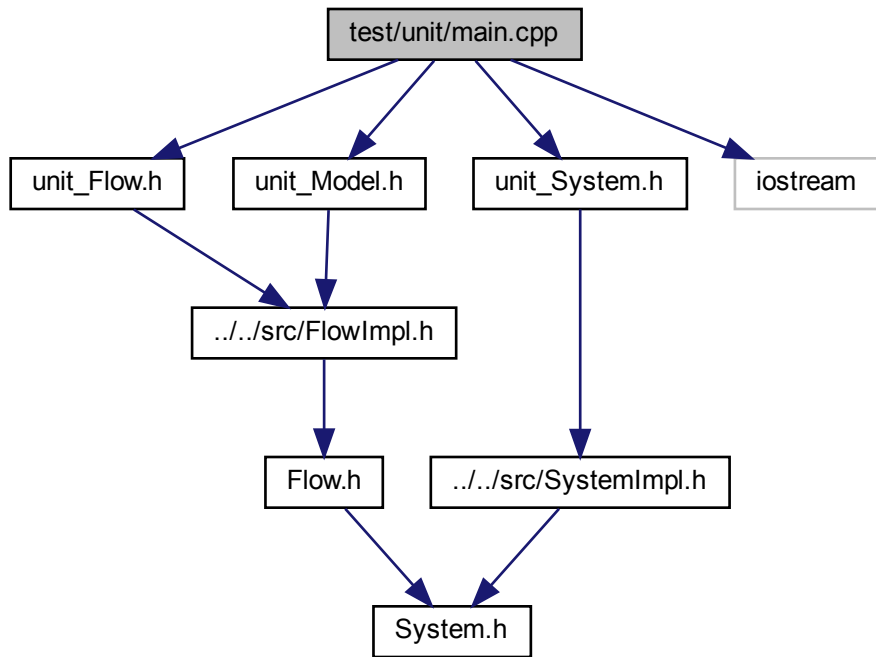 test/unit/main.cpp
unit_Flow.h
unit_Model.h
unit_System.h
iostream
../../src/FlowImpl.h
Flow.h
../../src/SystemImpl.h
System.h